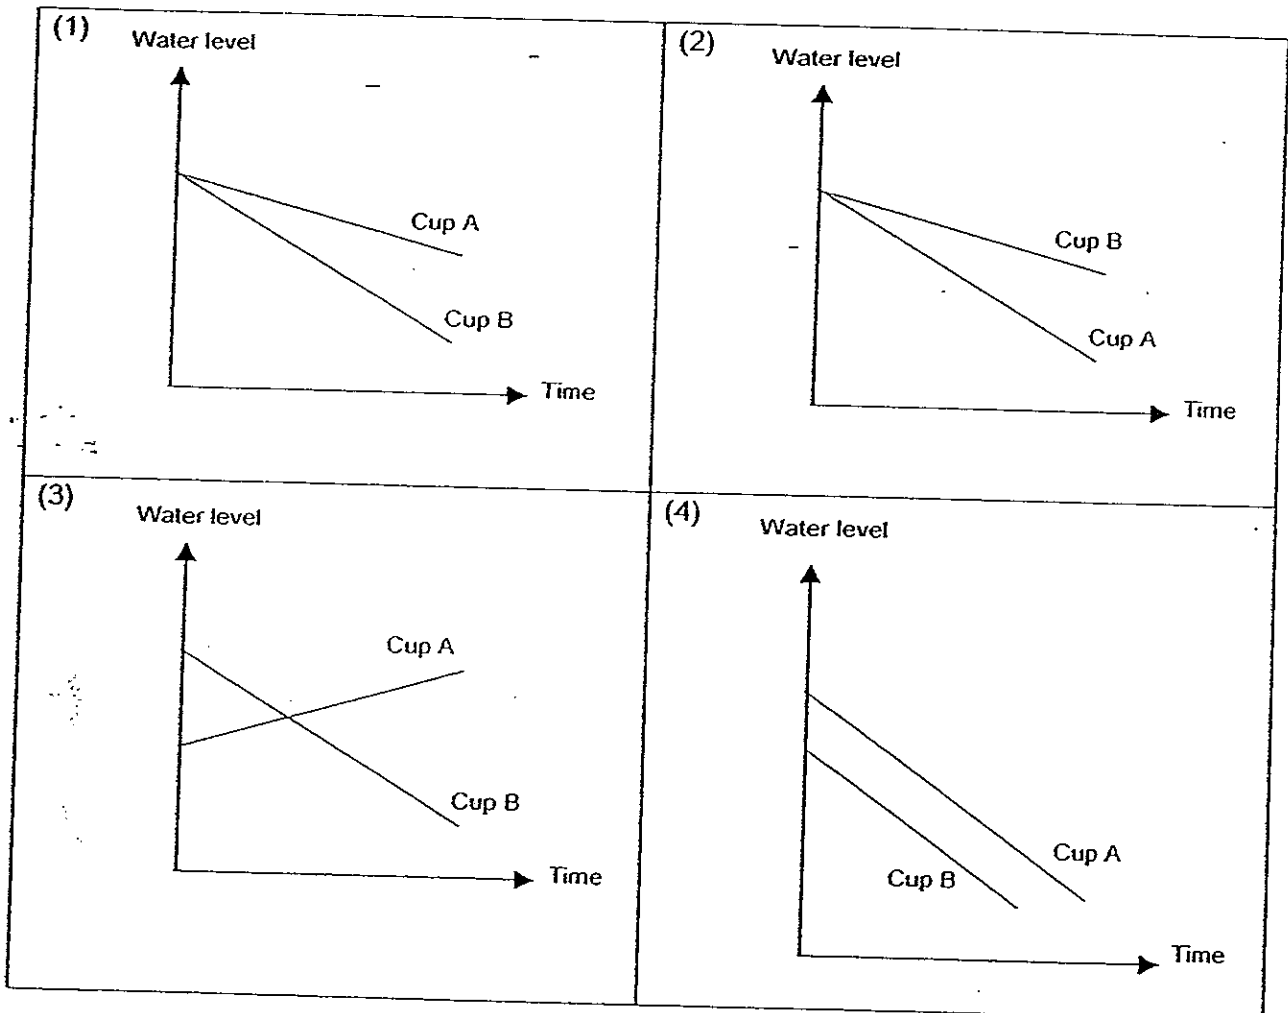 (1)
Water level
Cup A
Cup B
Time
(2)
Water level
Cup B
Cup A
Time
(3)
Water level
Cup A
Cup B
Time
(4)
Water level
Cup A
Cup B
Time